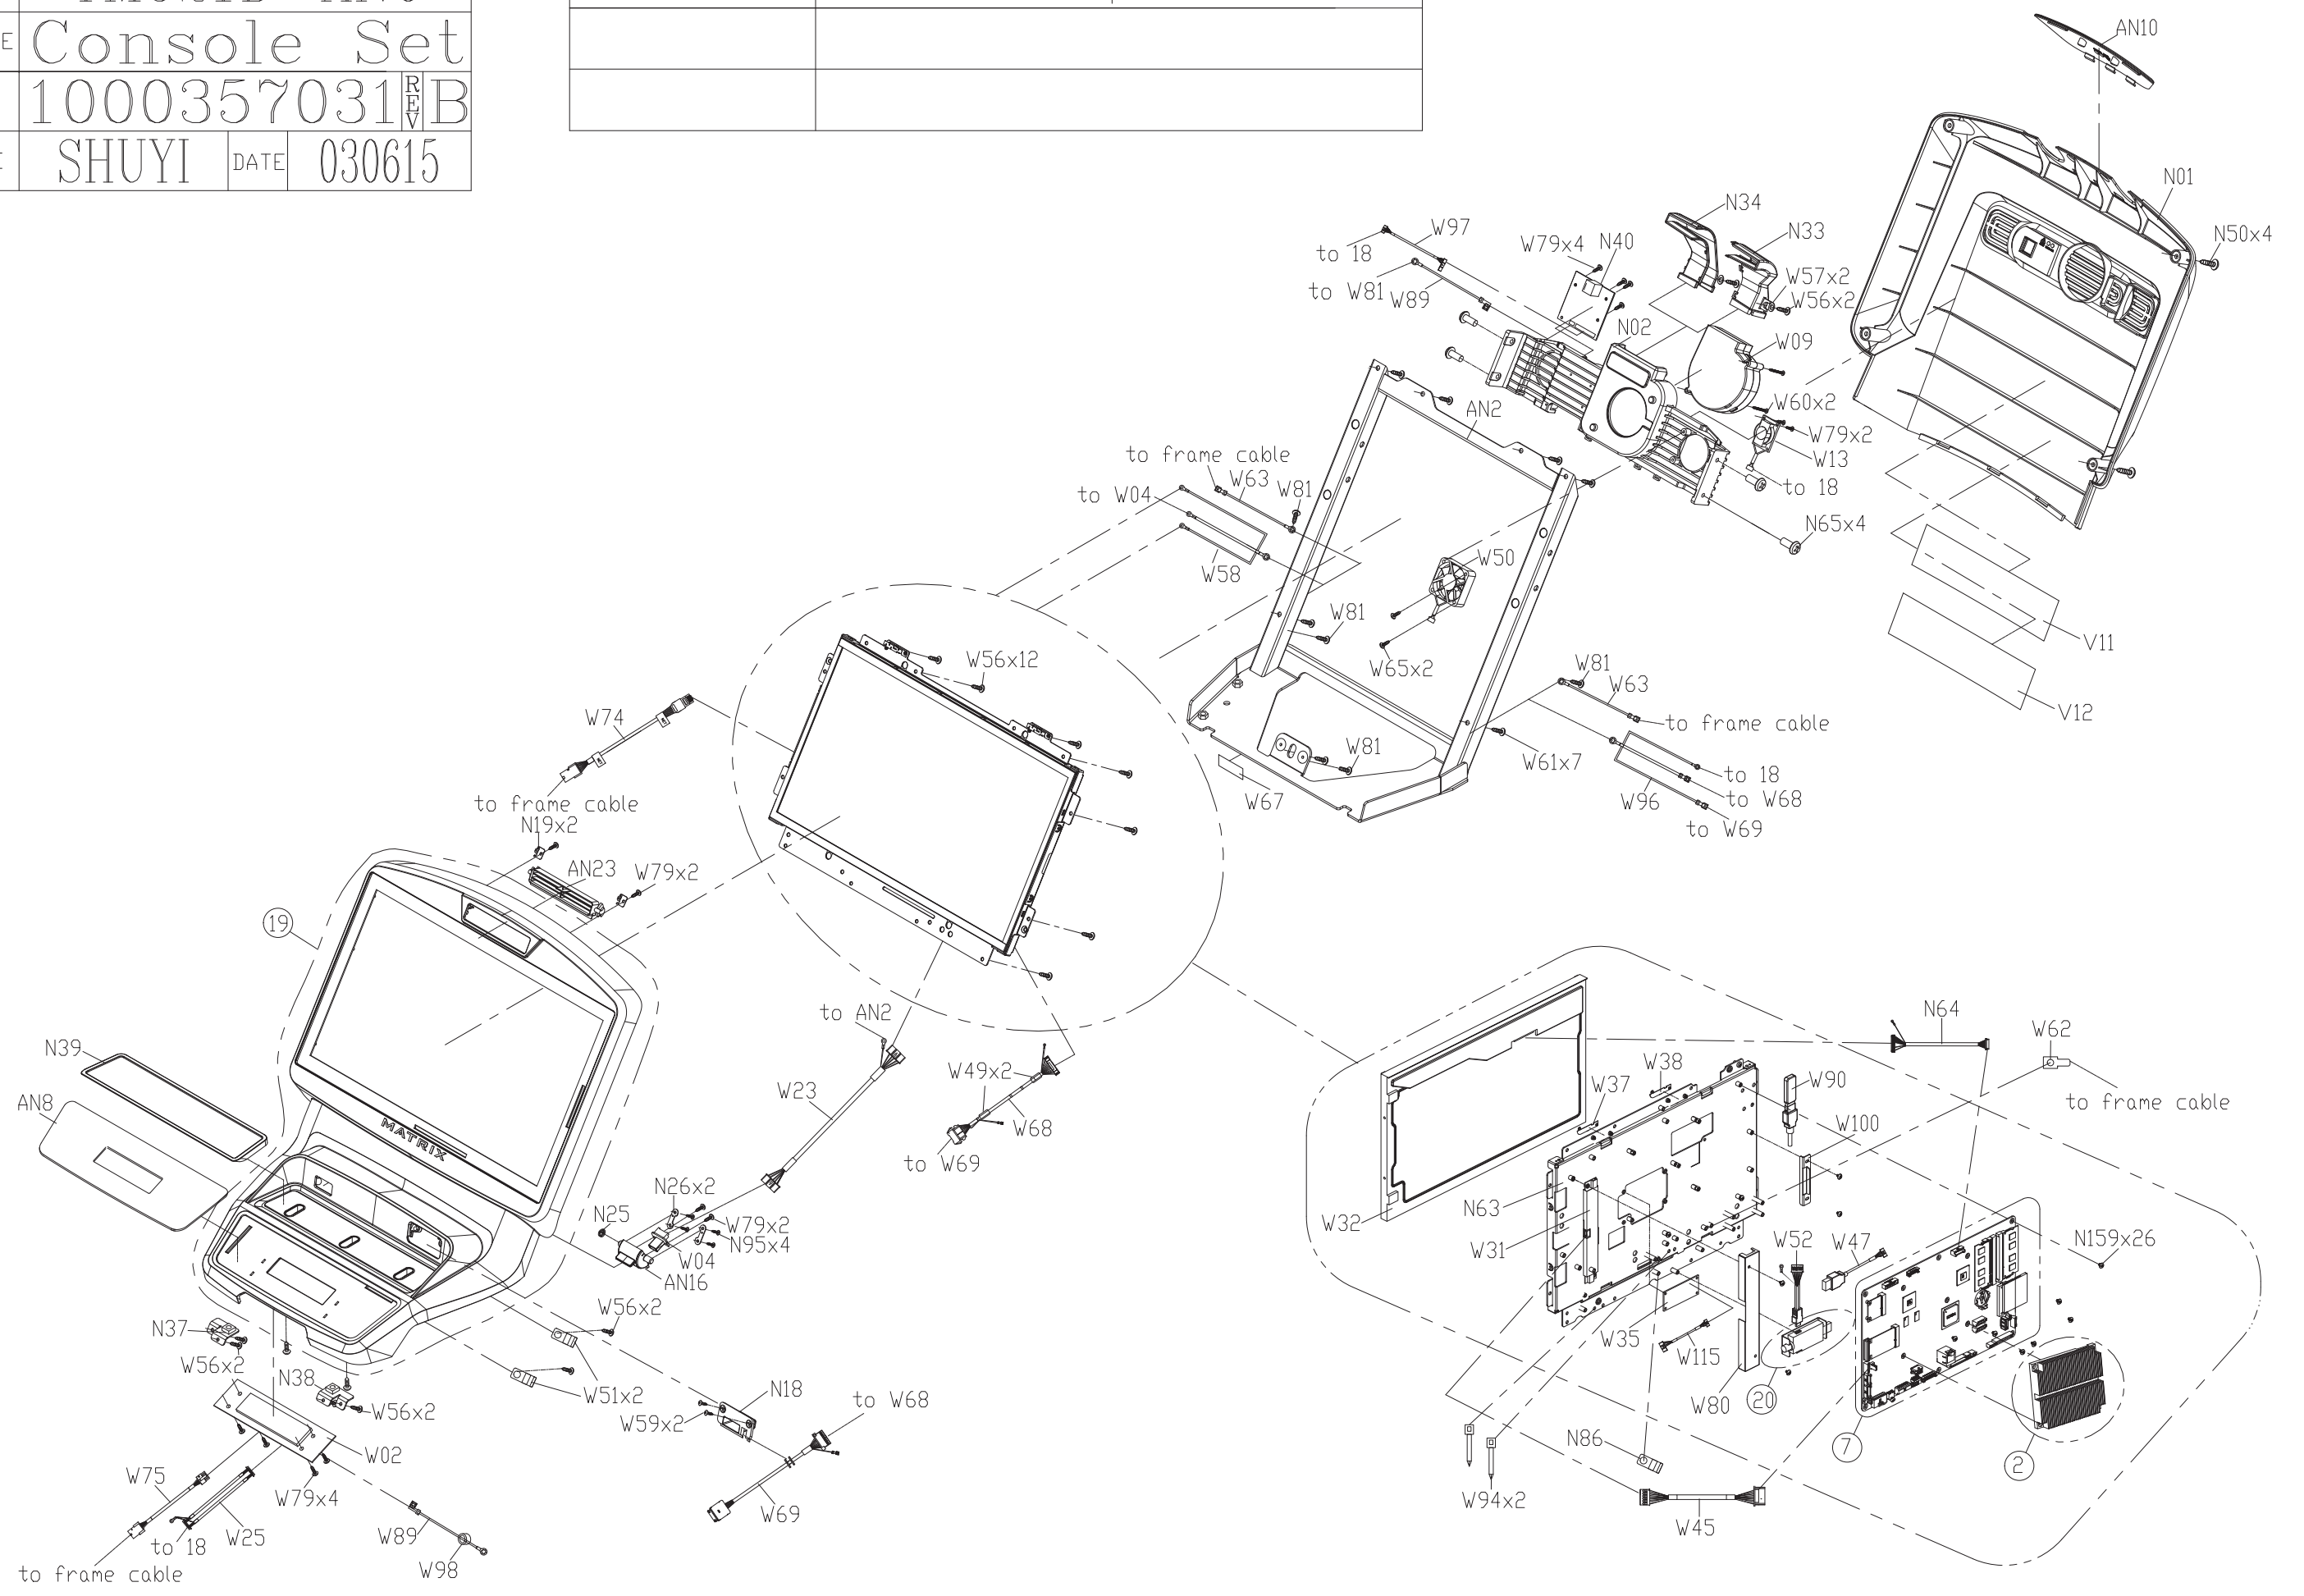 Console Set
1000357031 REV B
SHUYI DATE 030615
AN10
N01
N50x4
N34
N33
W97
to 18
W79x4
N40
W57x2
to W81
W89
W56x2
N02
W09
AN2
W60x2
W79x2
W13
to 18
to frame cable
W63
W81
to W04
N65x4
W58
W50
W81
V11
W65x2
W81
W63
W56x12
to frame cable
V12
W74
W81
W61x7
to 18
W67
W96
to W68
to W69
to frame cable
N19x2
AN23
W79x2
19
to AN2
N64
W62
N39
W49x2
W38
W37
W90
to frame cable
AN8
W23
W68
W100
MATRIX
to W69
N26x2
N63
N25
W79x2
W32
N95x4
W31
W52
W47
N159x26
W04
AN16
W56x2
N37
W35
W115
W56x2
N38
W51x2
N18
to W68
W80
20
W56x2
W59x2
N86
7
2
W02
W75
W79x4
W94x2
W69
W25
W89
W45
to 18
W98
to frame cable